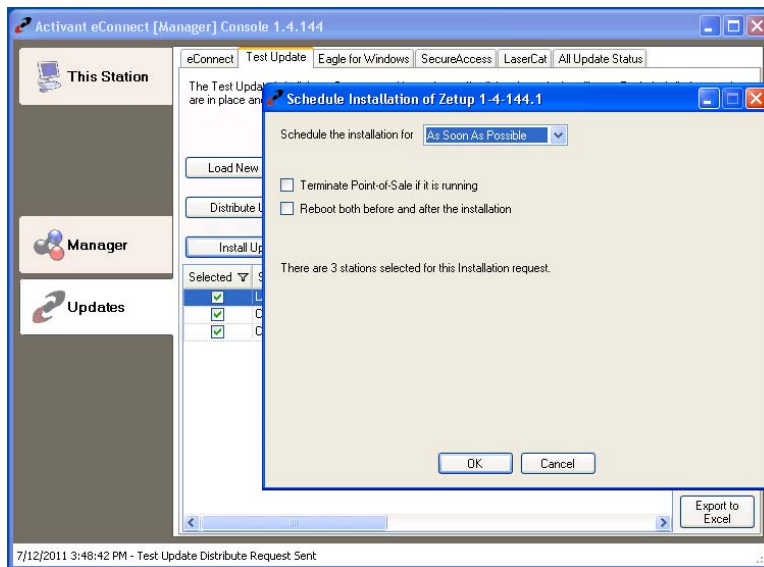 Activant eConnect [Manager] Console 1.4.144
This Station
Manager
Updates
eConnect Test Update Eagle for Windows SecureAccess LaserCat All Update Status
The Test Upda
are in place an
Load New
Distribute U
Install Up
Selected
Schedule Installation of Zetup 1-4-144.1
Schedule the installation for As Soon As Possible
Terminate Point-of-Sale if it is running
Reboot both before and after the installation
There are 3 stations selected for this Installation request.
OK Cancel
Export to
Excel
7/12/2011 3:48:42 PM - Test Update Distribute Request Sent